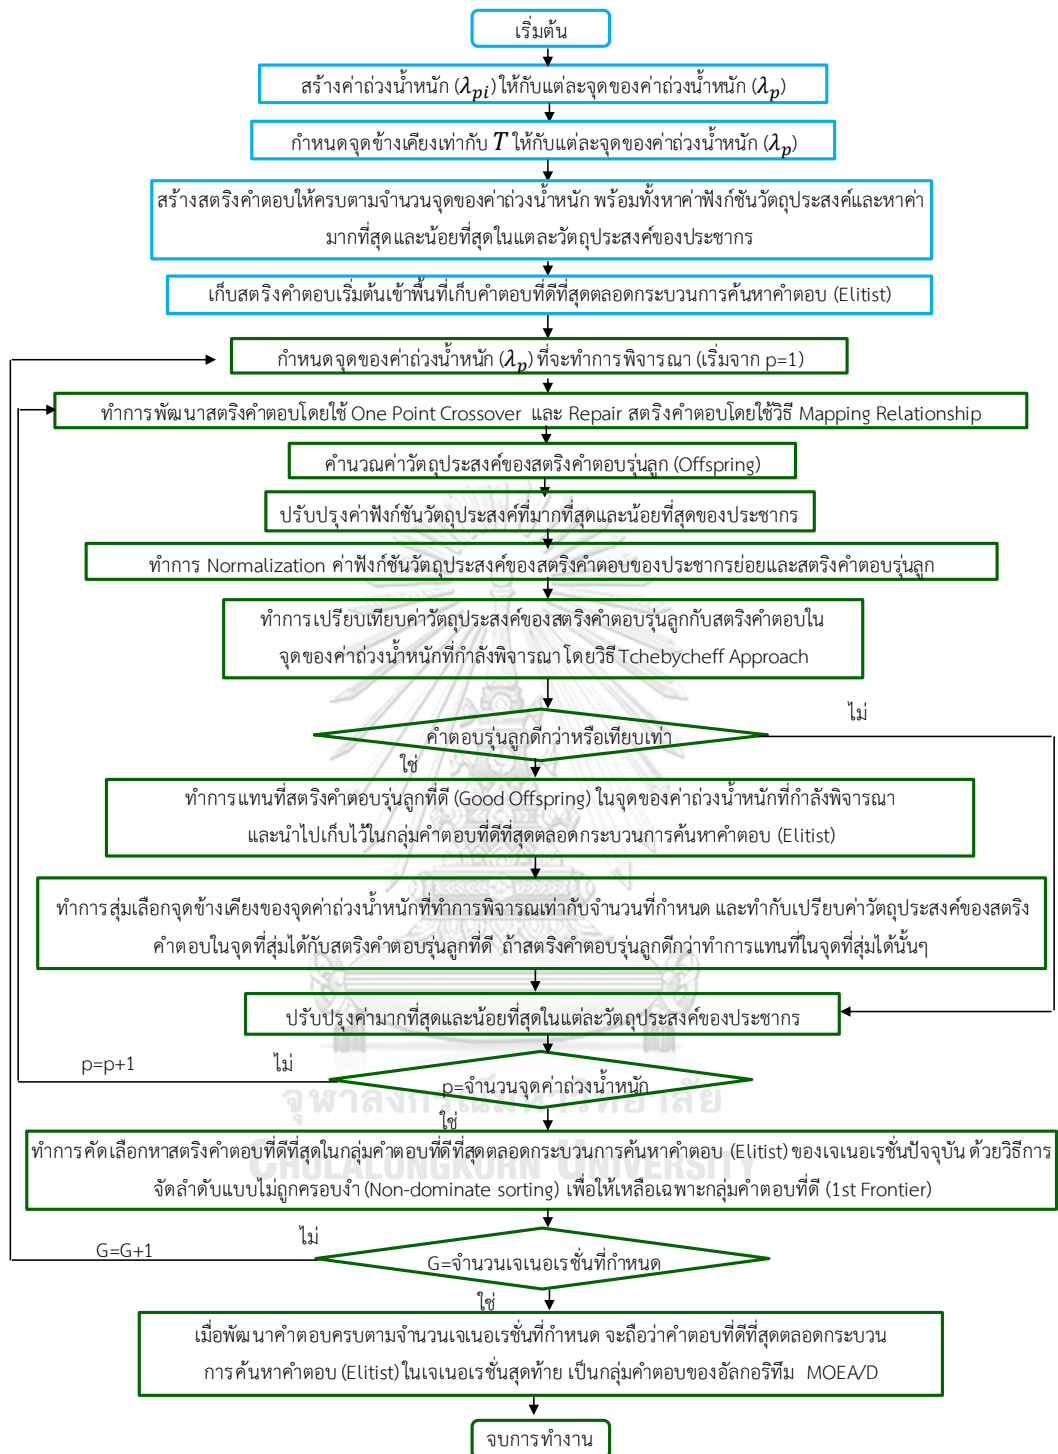 เริ่มต้น
สร้างค่าถ่วงน้ำหนัก (λpi) ให้กับแต่ละจุดของค่าถ่วงน้ำหนัก (λp)
กำหนดจุดข้างเคียงเท่ากับ T ให้กับแต่ละจุดของค่าถ่วงน้ำหนัก (λp)
สร้างสตริงคำตอบให้ครบตามจำนวนจุดของค่าถ่วงน้ำหนัก พร้อมทั้งหาค่าฟังก์ชันวัตถุประสงค์และหาค่า
มากที่สุดและน้อยที่สุดในแตละวัตถุประสงค์ของประชากร
เก็บสตริงคำตอบเริ่มต้นเข้าพื้นที่เก็บคำตอบที่ดีที่สุดตลอดกระบวนการค้นหาคำตอบ (Elitist)
กำหนดจุดของค่าถ่วงน้ำหนัก (λp) ที่จะทำการพิจารณา (เริ่มจาก p=1)
ทำการพัฒนาสตริงคำตอบโดยใช้ One Point Crossover และ Repair สตริงคำตอบโดยใช้วิธี Mapping Relationship
คำนวณค่าวัตถุประสงค์ของสตริงคำตอบรุ่นลูก (Offspring)
ปรับปรุงค่าฟังก์ชันวัตถุประสงค์ที่มากที่สุดและน้อยที่สุดของประชากร
ทำการ Normalization ค่าฟังก์ชันวัตถุประสงค์ของสตริงคำตอบของประชากรย่อยและสตริงคำตอบรุ่นลูก
ทำการเปรียบเทียบค่าวัตถุประสงค์ของสตริงคำตอบรุ่นลูกกับสตริงคำตอบใน
จุดของค่าถ่วงน้ำหนักที่กำลังพิจารณา โดยวิธี Tchebycheff Approach
ไม่
คำตอบรุ่นลูกดีกว่าหรือเทียบเท่า
ใช่
ทำการแทนที่สตริงคำตอบรุ่นลูกที่ดี (Good Offspring) ในจุดของค่าถ่วงน้ำหนักที่กำลังพิจารณา
และนำไปเก็บไว้ในกลุ่มคำตอบที่ดีที่สุดตลอดกระบวนการค้นหาคำตอบ (Elitist)
ทำการสุ่มเลือกจุดข้างเคียงของจุดค่าถ่วงน้ำหนักที่ทำการพิจารณเท่ากับจำนวนที่กำหนด และทำกับเปรียบค่าวัตถุประสงค์ของสตริง
คำตอบในจุดที่สุ่มได้กับสตริงคำตอบรุ่นลูกที่ดี ถ้าสตริงคำตอบรุ่นลูกดีกว่าทำการแทนที่ในจุดที่สุ่มได้นั้นๆ
ปรับปรุงค่ามากที่สุดและน้อยที่สุดในแต่ละวัตถุประสงค์ของประชากร
p=p+1
ไม่
p=จำนวนจุดค่าถ่วงน้ำหนัก
จุฬาลงกรณ์มหาวิทยาลัย
ใช่
ทำการคัดเลือกหาสตริงคำตอบที่ดีที่สุดในกลุ่มคำตอบที่ดีที่สุดตลอดกระบวนการค้นหาคำตอบ (Elitist) ของเจเนอเรชั่นปัจจุบัน ด้วยวิธีการ
CHULALONGKORN UNIVERSITY
จัดลำดับแบบไม่ถูกครอบงำ (Non-dominate sorting) เพื่อให้เหลือเฉพาะกลุ่มคำตอบที่ดี (1st Frontier)
ไม่
G=G+1
G=จำนวนเจเนอเรชั่นที่กำหนด
ใช่
เมื่อพัฒนาคำตอบครบตามจำนวนเจเนอเรชั่นที่กำหนด จะถือว่าคำตอบที่ดีที่สุดตลอดกระบวน
การค้นหาคำตอบ (Elitist) ในเจเนอเรชั่นสุดท้าย เป็นกลุ่มคำตอบของอัลกอริทึม MOEA/D
จบการทำงาน